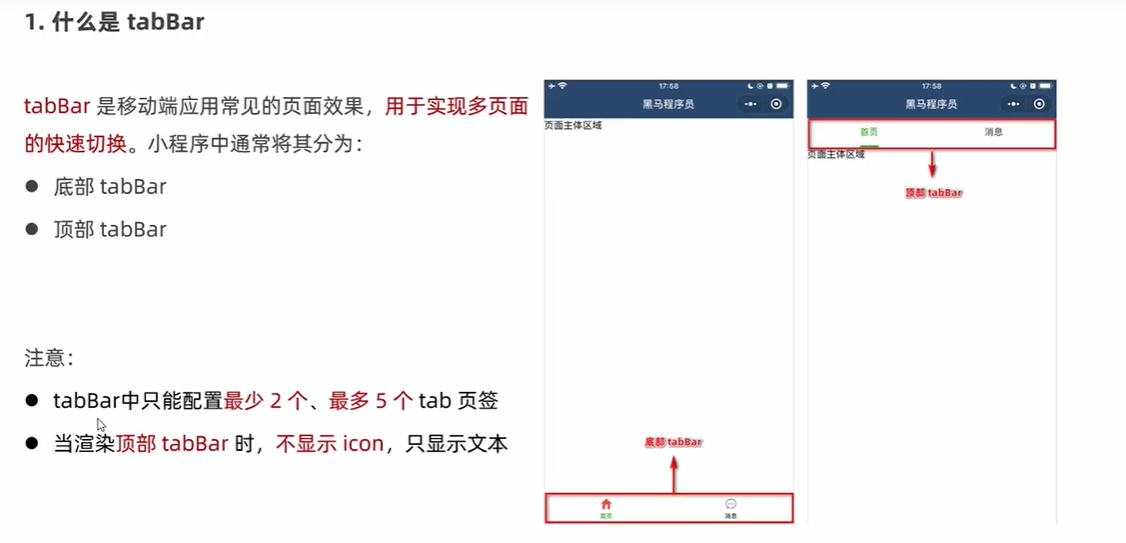 1. 什么是 tabBar
tabBar 是移动端应用常见的页面效果，用于实现多页面
的快速切换。小程序中通常将其分为：
● 底部 tabBar
● 顶部 tabBar
注意：
● tabBar中只能配置最少 2 个、最多 5 个 tab 页签
● 当渲染顶部 tabBar 时，不显示 icon，只显示文本
17:58
黑马程序员
页面主体区域
底部 tabBar
首页
消息
17:58
黑马程序员
首页
消息
页面主体区域
顶部 tabBar